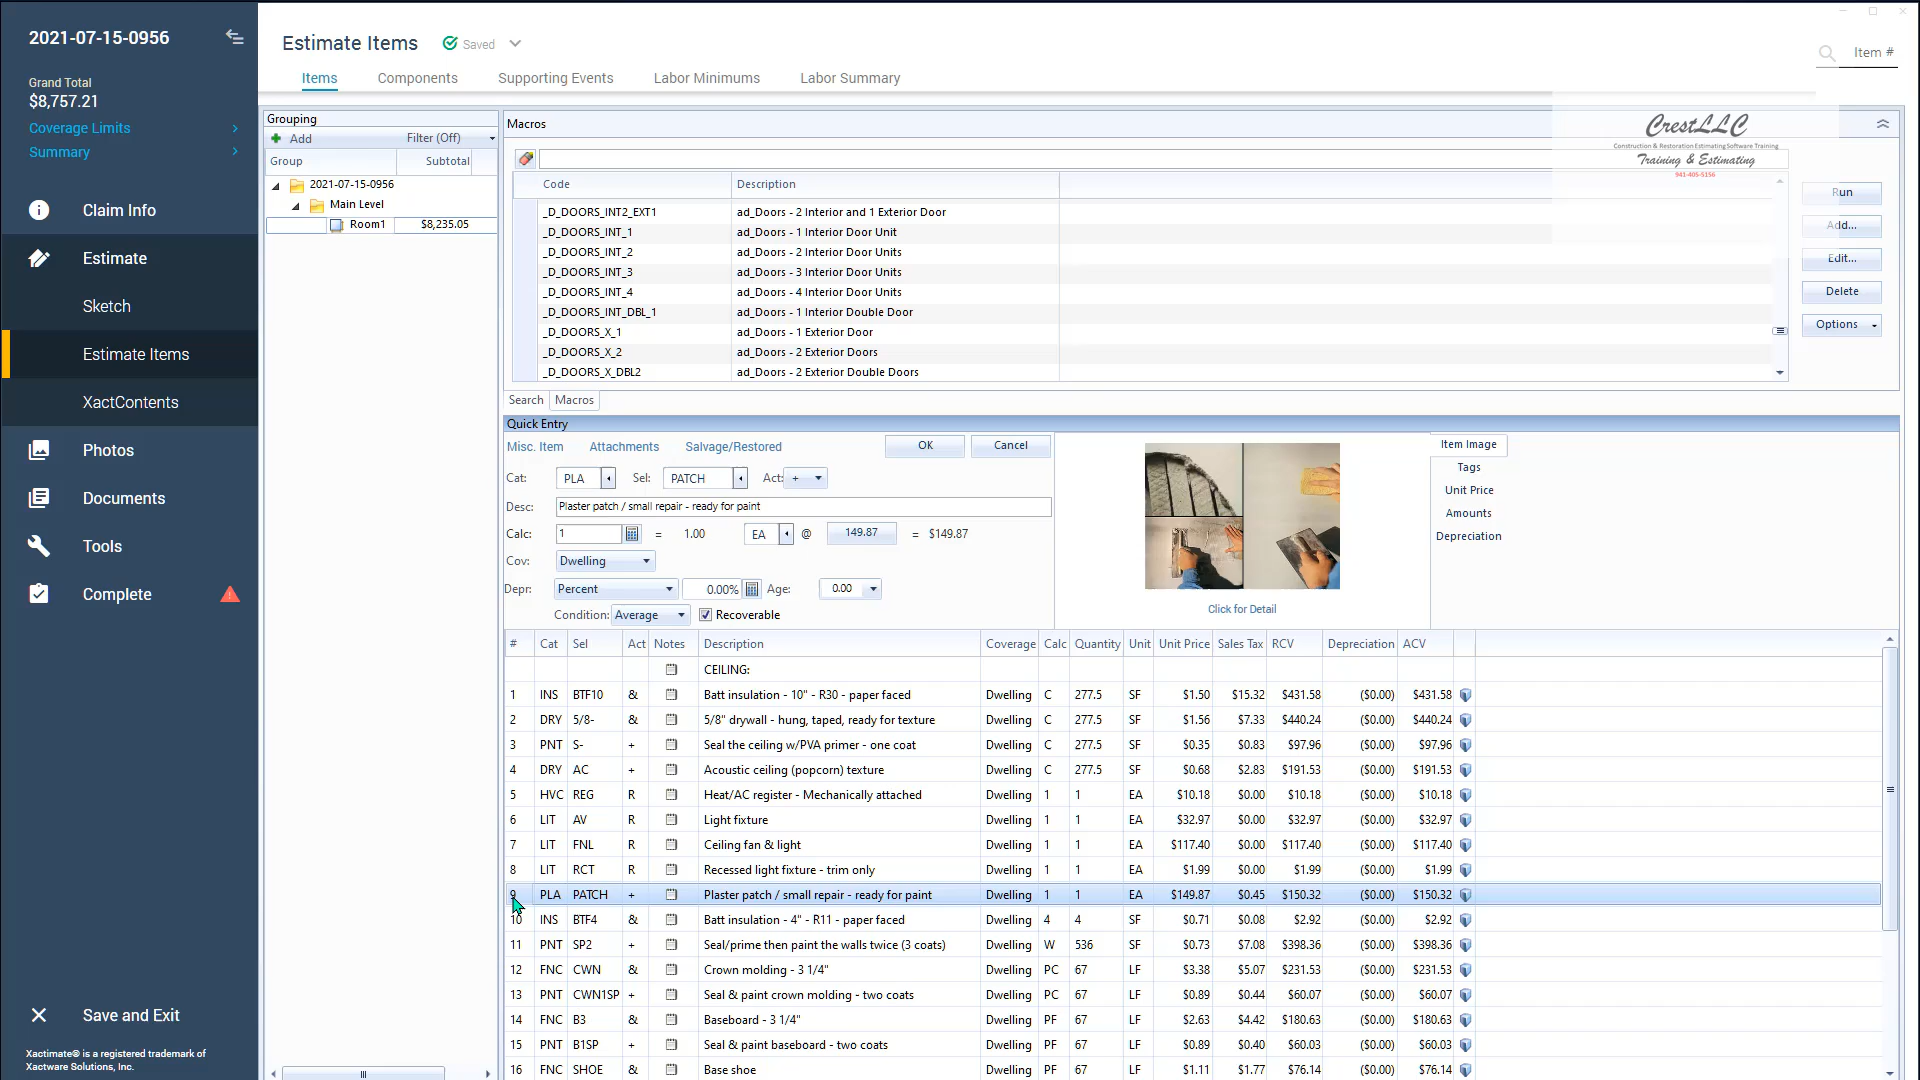 2021-07-15-0956
Grand Total
$8,757.21
Coverage Limits
Summary
Claim Info
Estimate
Sketch
Estimate Items
XactContents
Photos
Documents
Tools
Complete
Save and Exit
Xactimate® is a registered trademark of
Xactware Solutions, Inc.
Estimate Items Saved
Items Components Supporting Events Labor Minimums Labor Summary
Item #
Grouping
Add Filter (Off)
Group Subtotal
2021-07-15-0956
Main Level
Room1 $8,235.05
Macros
CrestLLC
Construction & Restoration Estimating Software Training
Training & Estimating
941-405-5156
Code Description
_D_DOORS_INT2_EXT1 ad_Doors - 2 Interior and 1 Exterior Door
_D_DOORS_INT_1 ad_Doors - 1 Interior Door Unit
_D_DOORS_INT_2 ad_Doors - 2 Interior Door Units
_D_DOORS_INT_3 ad_Doors - 3 Interior Door Units
_D_DOORS_INT_4 ad_Doors - 4 Interior Door Units
_D_DOORS_INT_DBL_1 ad_Doors - 1 Interior Double Door
_D_DOORS_X_1 ad_Doors - 1 Exterior Door
_D_DOORS_X_2 ad_Doors - 2 Exterior Doors
_D_DOORS_X_DBL2 ad_Doors - 2 Exterior Double Doors
Run
Add...
Edit...
Delete
Options
Search Macros
Quick Entry
Misc. Item Attachments Salvage/Restored OK Cancel
Cat: PLA Sel: PATCH Act: +
Desc: Plaster patch / small repair - ready for paint
Calc: 1 = 1.00 EA @ 149.87 = $149.87
Cov: Dwelling
Depr: Percent 0.00% Age: 0.00
Condition: Average Recoverable
Click for Detail
Item Image
Tags
Unit Price
Amounts
Depreciation
# Cat Sel Act Notes Description Coverage Calc Quantity Unit Unit Price Sales Tax RCV Depreciation ACV
CEILING:
1 INS BTF10 & Batt insulation - 10" - R30 - paper faced Dwelling C 277.5 SF $1.50 $15.32 $431.58 ($0.00) $431.58
2 DRY 5/8- & 5/8" drywall - hung, taped, ready for texture Dwelling C 277.5 SF $1.56 $7.33 $440.24 ($0.00) $440.24
3 PNT S- + Seal the ceiling w/PVA primer - one coat Dwelling C 277.5 SF $0.35 $0.83 $97.96 ($0.00) $97.96
4 DRY AC + Acoustic ceiling (popcorn) texture Dwelling C 277.5 SF $0.68 $2.83 $191.53 ($0.00) $191.53
5 HVC REG R Heat/AC register - Mechanically attached Dwelling 1 1 EA $10.18 $0.00 $10.18 ($0.00) $10.18
6 LIT AV R Light fixture Dwelling 1 1 EA $32.97 $0.00 $32.97 ($0.00) $32.97
7 LIT FNL R Ceiling fan & light Dwelling 1 1 EA $117.40 $0.00 $117.40 ($0.00) $117.40
8 LIT RCT R Recessed light fixture - trim only Dwelling 1 1 EA $1.99 $0.00 $1.99 ($0.00) $1.99
9 PLA PATCH + Plaster patch / small repair - ready for paint Dwelling 1 1 EA $149.87 $0.45 $150.32 ($0.00) $150.32
10 INS BTF4 & Batt insulation - 4" - R11 - paper faced Dwelling 4 4 SF $0.71 $0.08 $2.92 ($0.00) $2.92
11 PNT SP2 + Seal/prime then paint the walls twice (3 coats) Dwelling W 536 SF $0.73 $7.08 $398.36 ($0.00) $398.36
12 FNC CWN & Crown molding - 3 1/4" Dwelling PC 67 LF $3.38 $5.07 $231.53 ($0.00) $231.53
13 PNT CWN1SP + Seal & paint crown molding - two coats Dwelling PC 67 LF $0.89 $0.44 $60.07 ($0.00) $60.07
14 FNC B3 & Baseboard - 3 1/4" Dwelling PF 67 LF $2.63 $4.42 $180.63 ($0.00) $180.63
15 PNT B1SP + Seal & paint baseboard - two coats Dwelling PF 67 LF $0.89 $0.40 $60.03 ($0.00) $60.03
16 FNC SHOE & Base shoe Dwelling PF 67 LF $1.11 $1.77 $76.14 ($0.00) $76.14